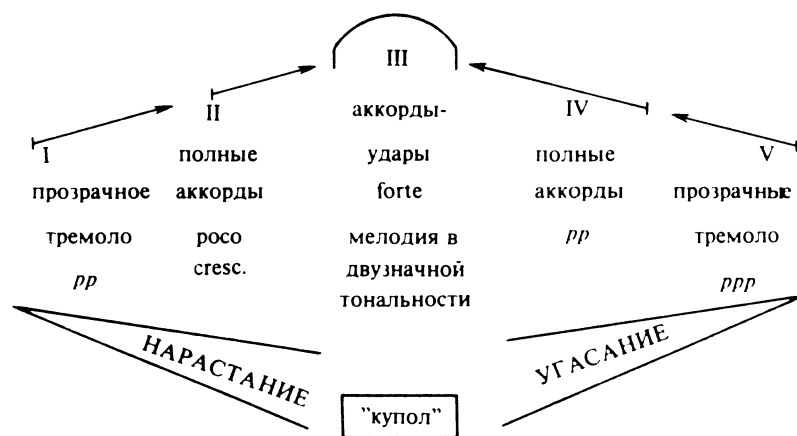 III
II
аккорды-
IV
I
полные
удары
полные
V
прозрачное
аккорды
forte
аккорды
прозрачные
тремоло
poco
мелодия в
pp
тремоло
pp
cresc.
двузначной
ppp
тональности
НАРАСТАНИЕ
УГАСАНИЕ
"купол"